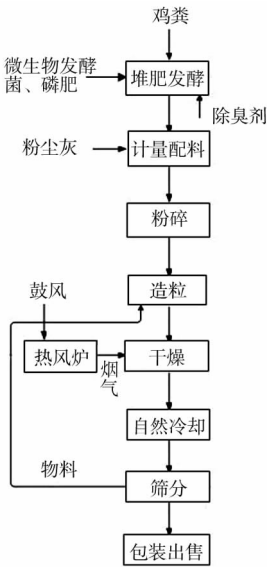 鸡粪
微生物发酵
菌、磷肥
堆肥发酵
除臭剂
粉尘灰
计量配料
粉碎
鼓风
造粒
热风炉
烟
气
干燥
自然冷却
物料
筛分
包装出售